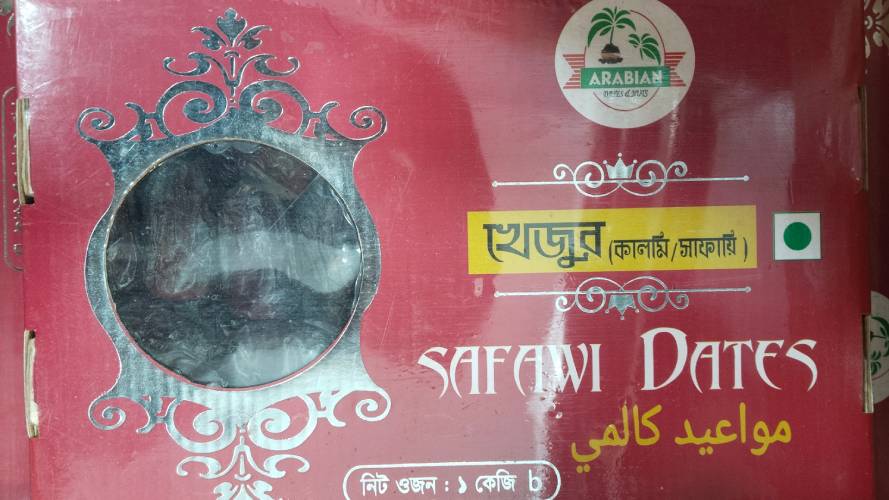 ARABIAN
খেজুর (কালমি / সাফায়ি )
SAFAWI DATES
مواعيد كالمي
নিট ওজন : ১ কেজি b